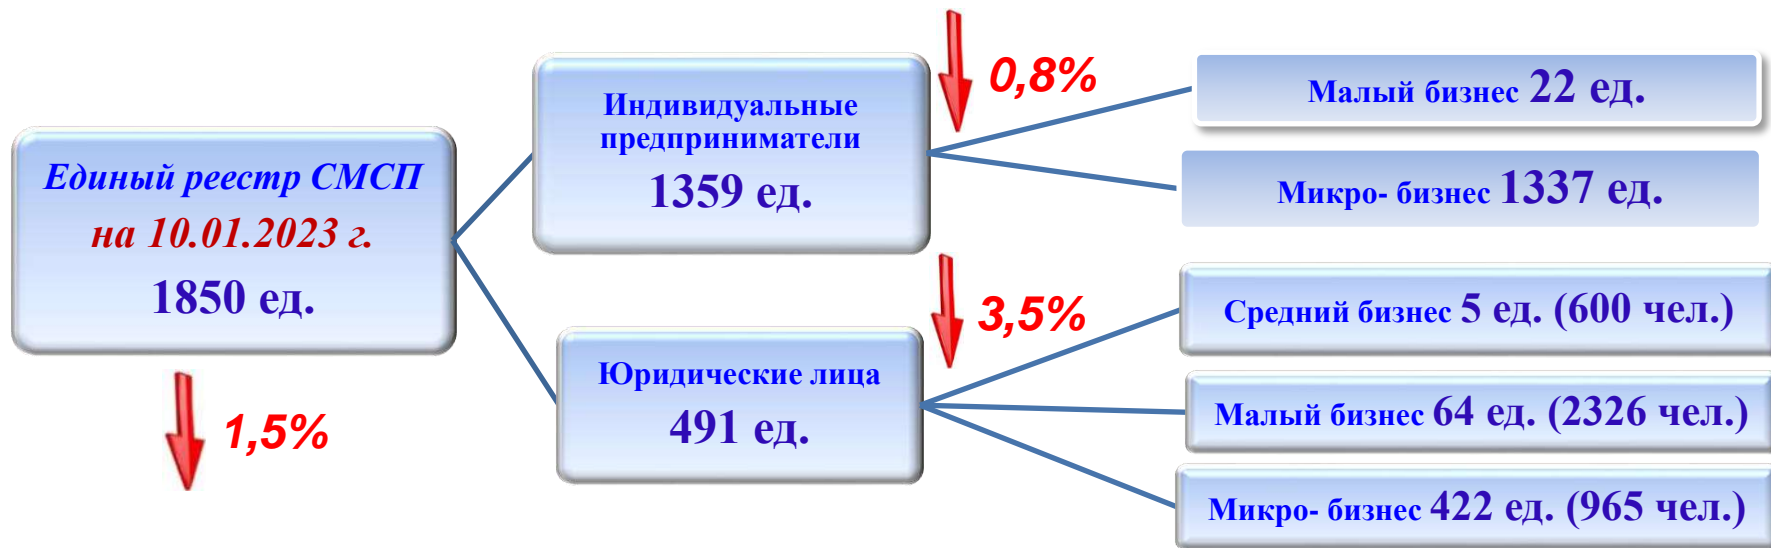 Единый реестр СМСП
на 10.01.2023 г.
1850 ед.
1,5%
Индивидуальные
предприниматели
1359 ед.
0,8%
Малый бизнес 22 ед.
Микро- бизнес 1337 ед.
Юридические лица
491 ед.
3,5%
Средний бизнес 5 ед. (600 чел.)
Малый бизнес 64 ед. (2326 чел.)
Микро- бизнес 422 ед. (965 чел.)